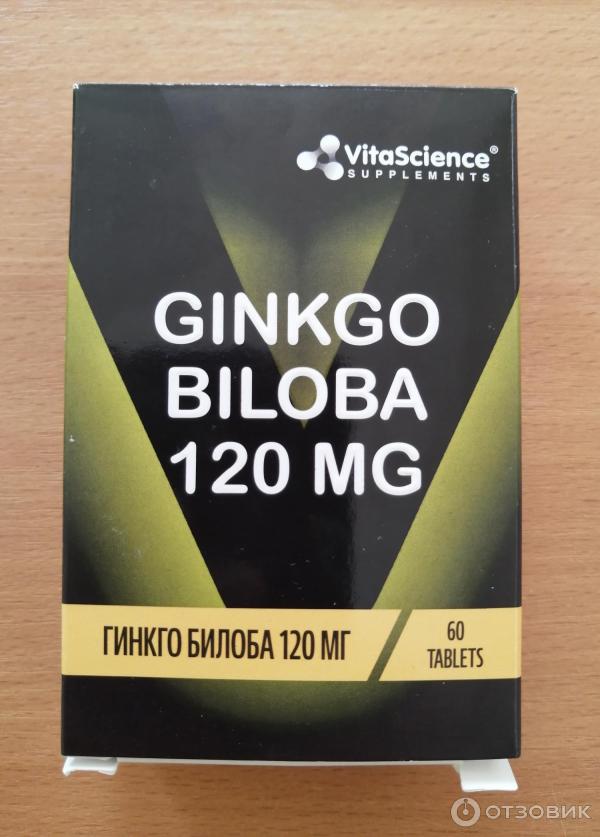 VitaScience®
SUPPLEMENTS
GINKGO
BILOBA
120 MG
ГИНКГО БИЛОБА 120 МГ
60
TABLETS
ОТЗОВИК